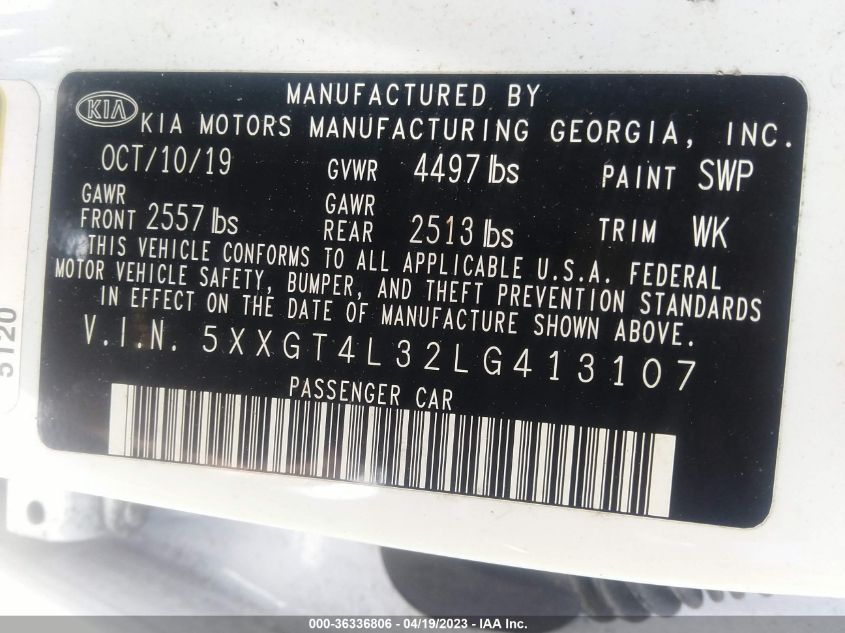 MANUFACTURED BY
KIA KIA MOTORS MANUFACTURING GEORGIA, INC.
OCT/10/19 GVWR 4497 lbs PAINT SWP
GAWR FRONT 2557 lbs GAWR REAR 2513 lbs TRIM WK
THIS VEHICLE CONFORMS TO ALL APPLICABLE U.S.A. FEDERAL
MOTOR VEHICLE SAFETY, BUMPER, AND THEFT PREVENTION STANDARDS
IN EFFECT ON THE DATE OF MANUFACTURE SHOWN ABOVE.
V.I.N. 5XXGT4L32LG413107
PASSENGER CAR
5120
000-36336806 - 04/19/2023 - IAA Inc.